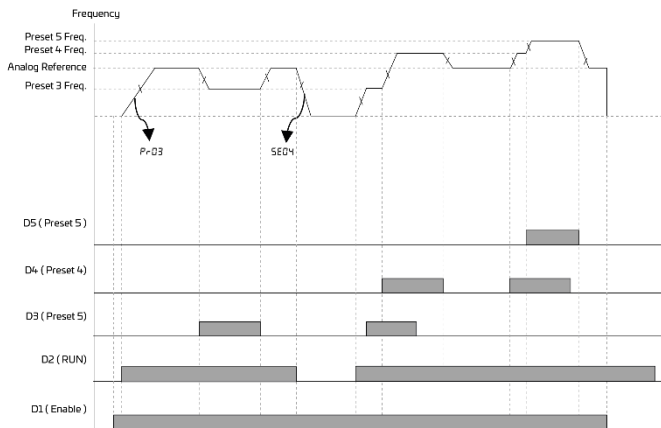 Frequency
Preset 5 Freq.
Preset 4 Freq.
Analog Reference
Preset 3 Freq.
Pr03
SE04
D5 ( Preset 5 )
D4 ( Preset 4 )
D3 ( Preset 5)
D2 ( RUN)
D1 ( Enable )